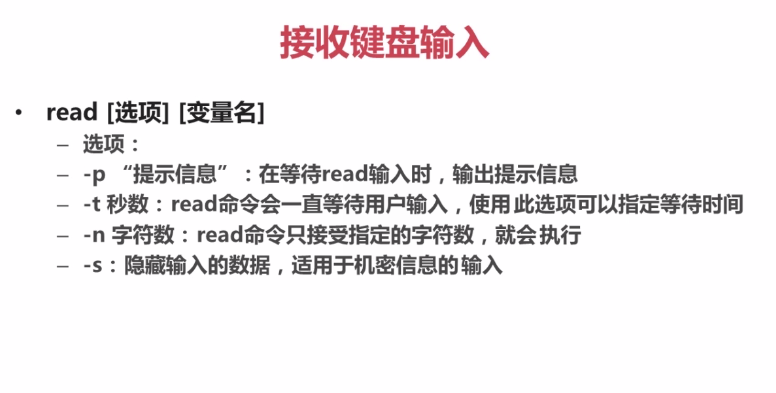 接收键盘输入
• read [选项] [变量名]
– 选项：
– -p “提示信息”：在等待read输入时，输出提示信息
– -t 秒数：read命令会一直等待用户输入，使用此选项可以指定等待时间
– -n 字符数：read命令只接受指定的字符数，就会执行
– -s：隐藏输入的数据，适用于机密信息的输入